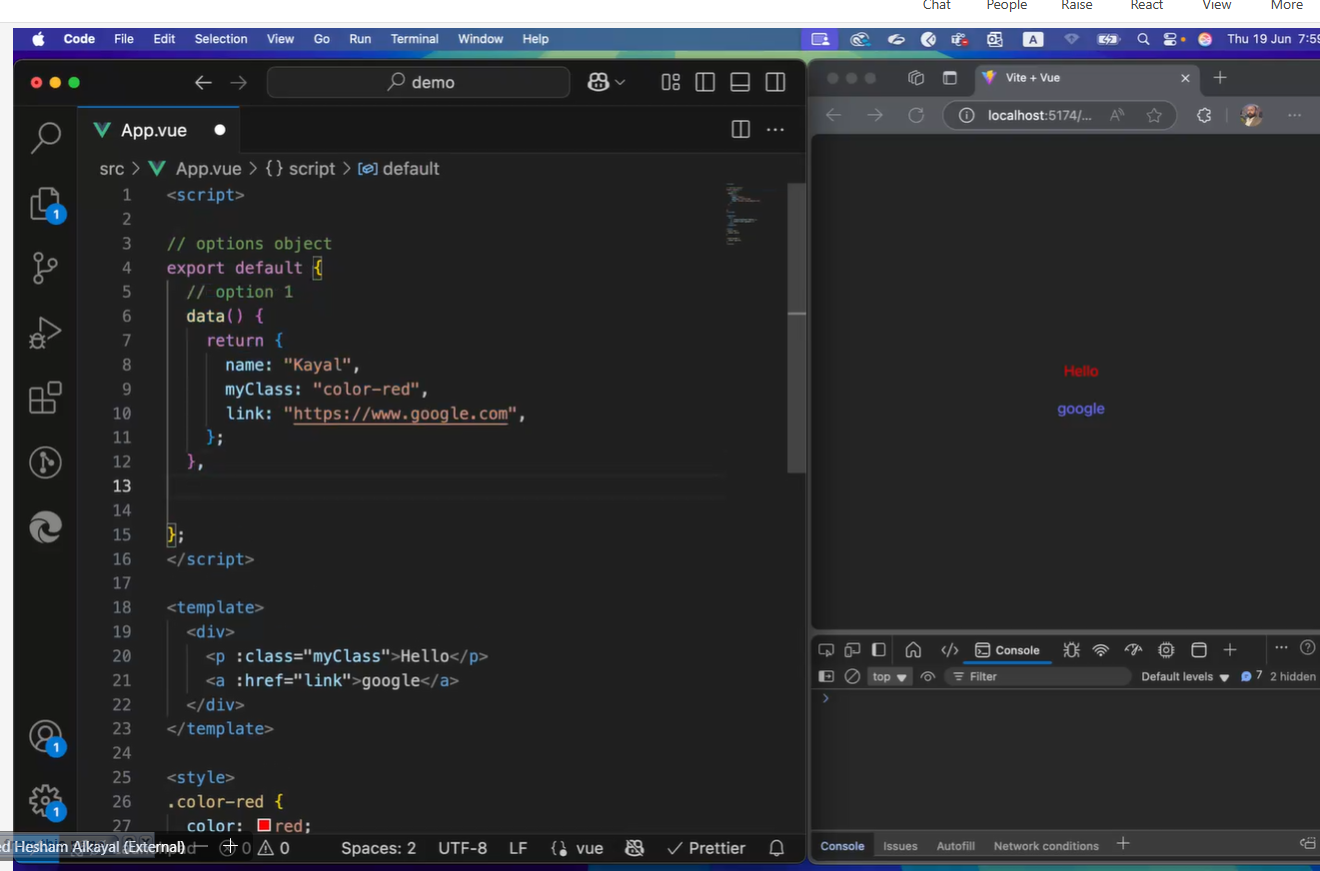 Chat People Raise React View More
Code File Edit Selection View Go Run Terminal Window Help
A
Thu 19 Jun 7:59
demo
App.vue
src > App.vue > {} script > default
1 <script>
2
3 // options object
4 export default {
5 // option 1
6 data() {
7 return {
8 name: "Kayal",
9 myClass: "color-red",
10 link: "https://www.google.com",
11 };
12 },
13
14
15 };
16 </script>
17
18 <template>
19 <div>
20 <p :class="myClass">Hello</p>
21 <a :href="link">google</a>
22 </div>
23 </template>
24
25 <style>
26 .color-red {
27 color: red;
1
1
1
ed Hesham Alkayal (External)
0 0
Spaces: 2 UTF-8 LF {} vue Prettier
Vite + Vue
localhost:5174/...
Hello
google
Console
top Filter Default levels 7 2 hidden
>
Console Issues Autofill Network conditions